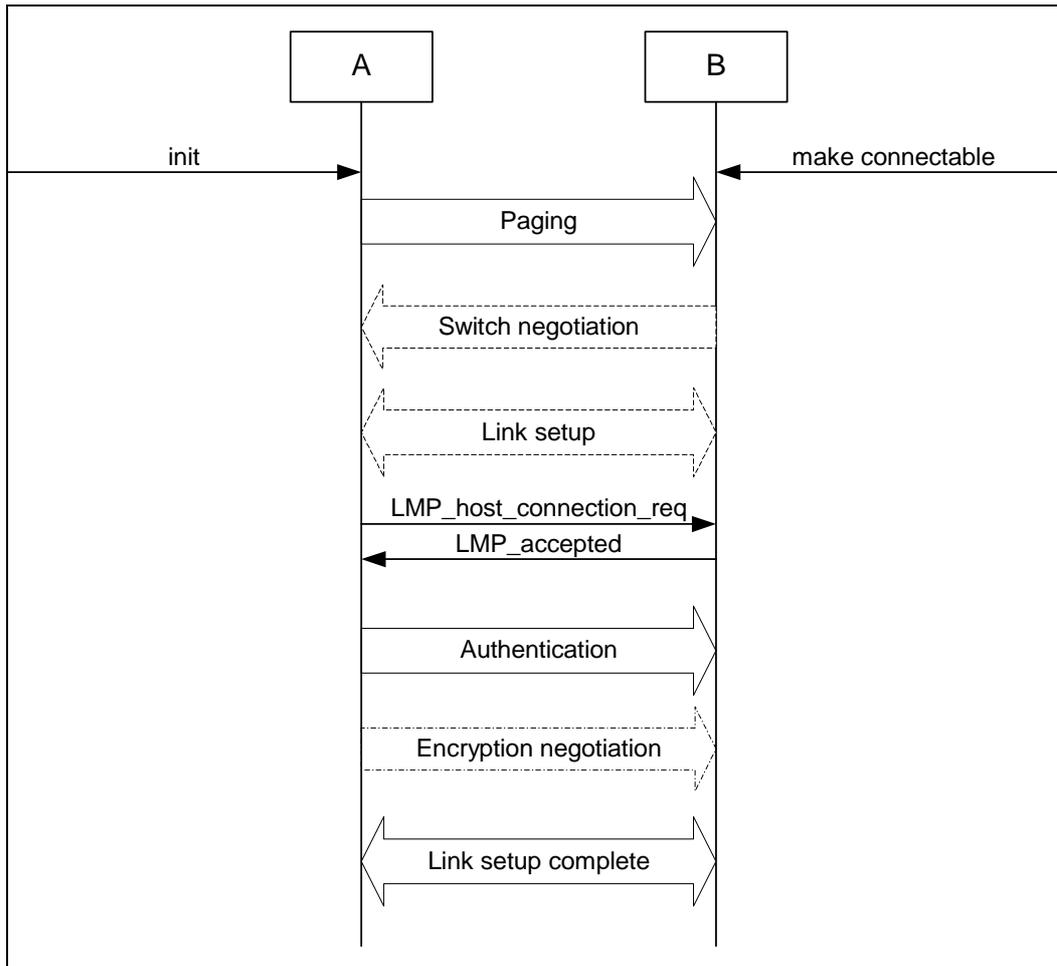 A
B
init
make connectable
Paging
Switch negotiation
Link setup
LMP_host_connection_req
LMP_accepted
Authentication
Encryption negotiation
Link setup complete